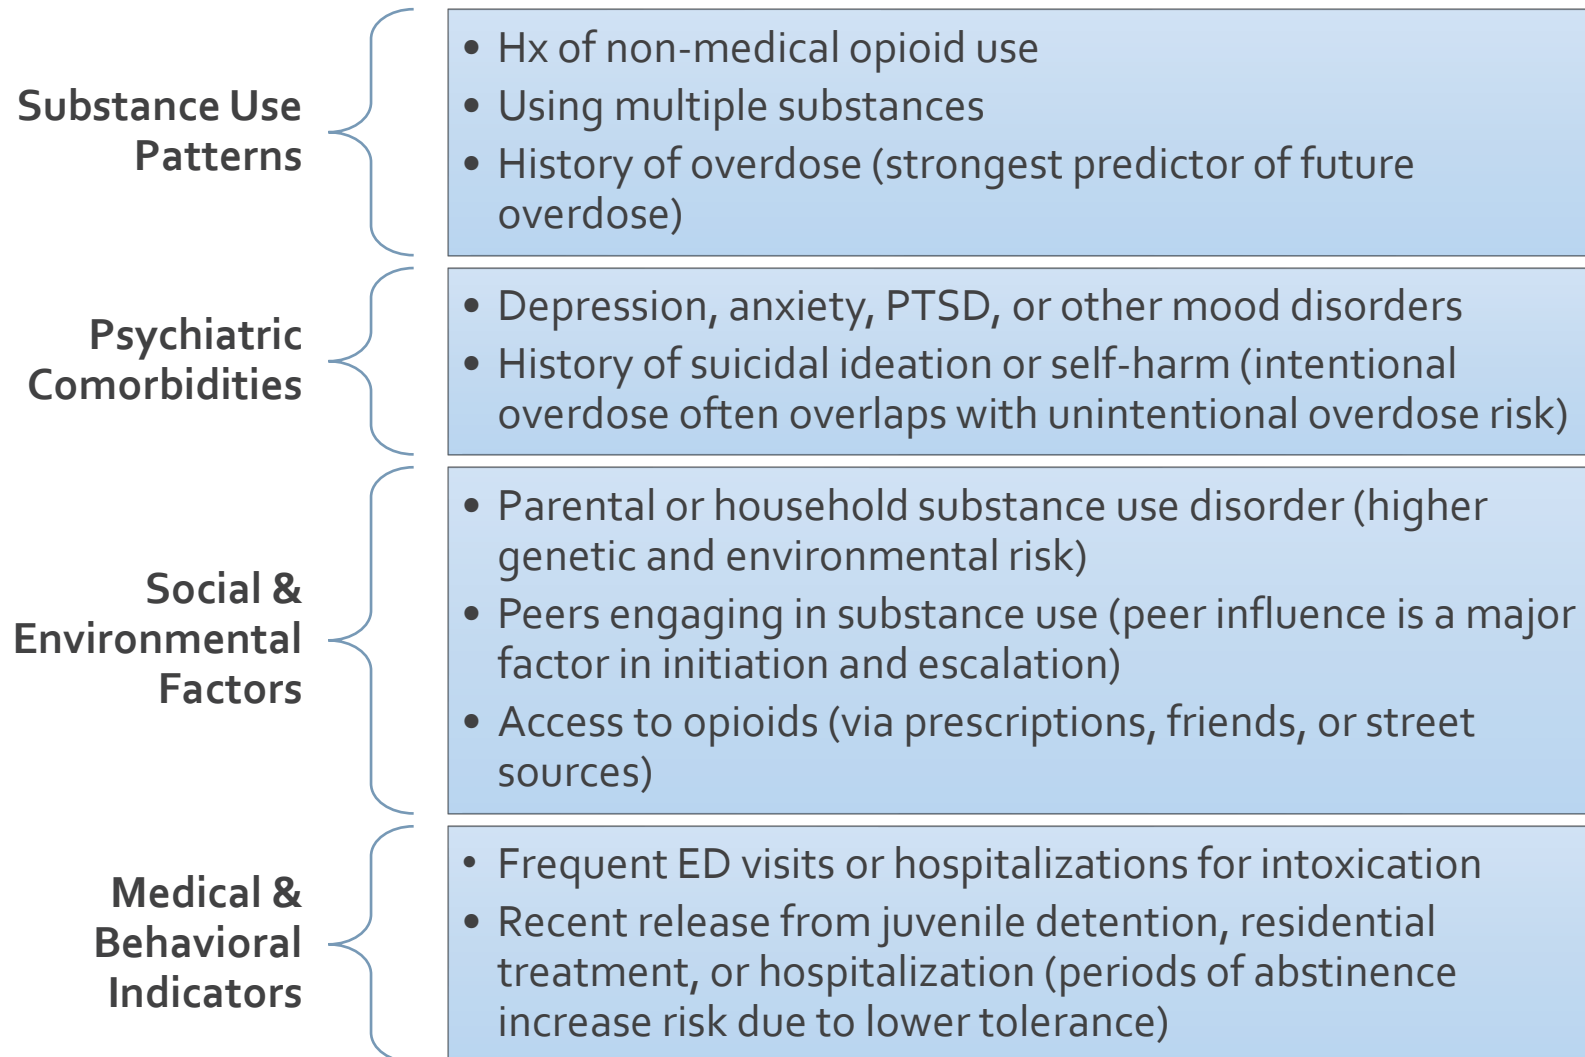 Substance Use
Patterns
• Hx of non-medical opioid use
• Using multiple substances
• History of overdose (strongest predictor of future
overdose)
Psychiatric
Comorbidities
• Depression, anxiety, PTSD, or other mood disorders
• History of suicidal ideation or self-harm (intentional
overdose often overlaps with unintentional overdose risk)
Social &
Environmental
Factors
• Parental or household substance use disorder (higher
genetic and environmental risk)
• Peers engaging in substance use (peer influence is a major
factor in initiation and escalation)
• Access to opioids (via prescriptions, friends, or street
sources)
Medical &
Behavioral
Indicators
• Frequent ED visits or hospitalizations for intoxication
• Recent release from juvenile detention, residential
treatment, or hospitalization (periods of abstinence
increase risk due to lower tolerance)